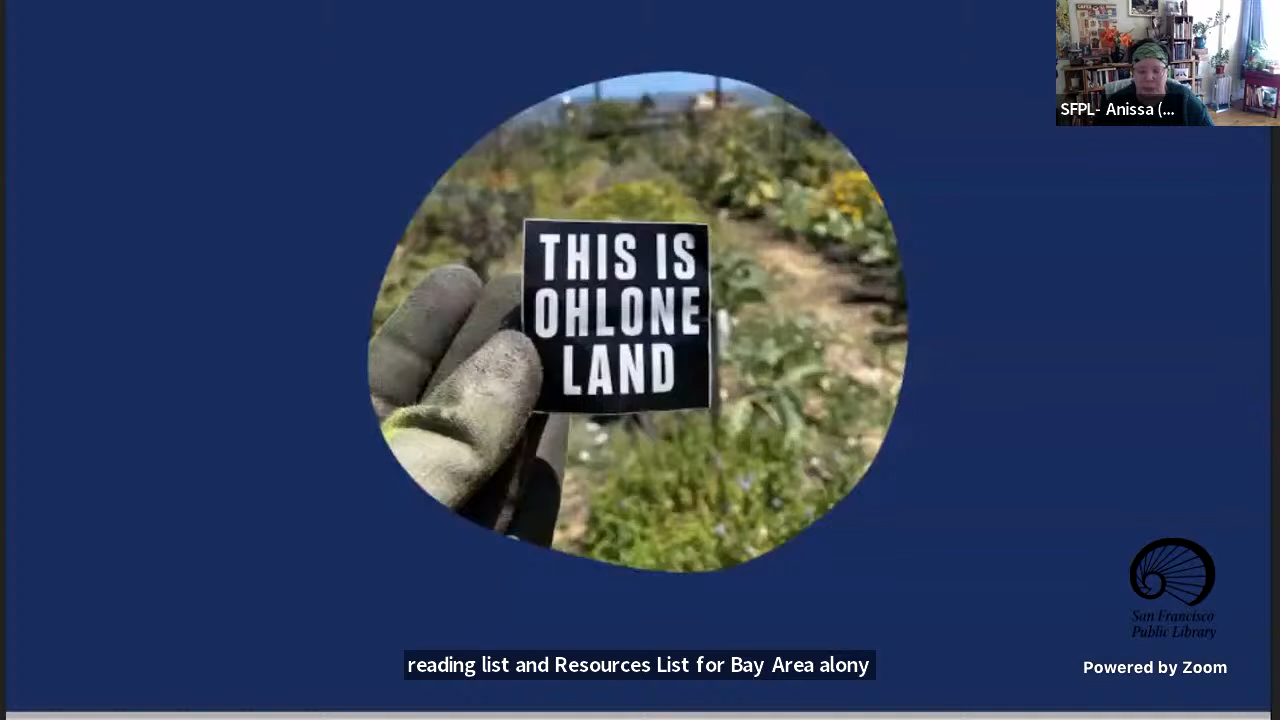 SFPL- Anissa (...
THIS IS
OHLONE
LAND
San Francisco
Public Library
reading list and Resources List for Bay Area alony
Powered by Zoom